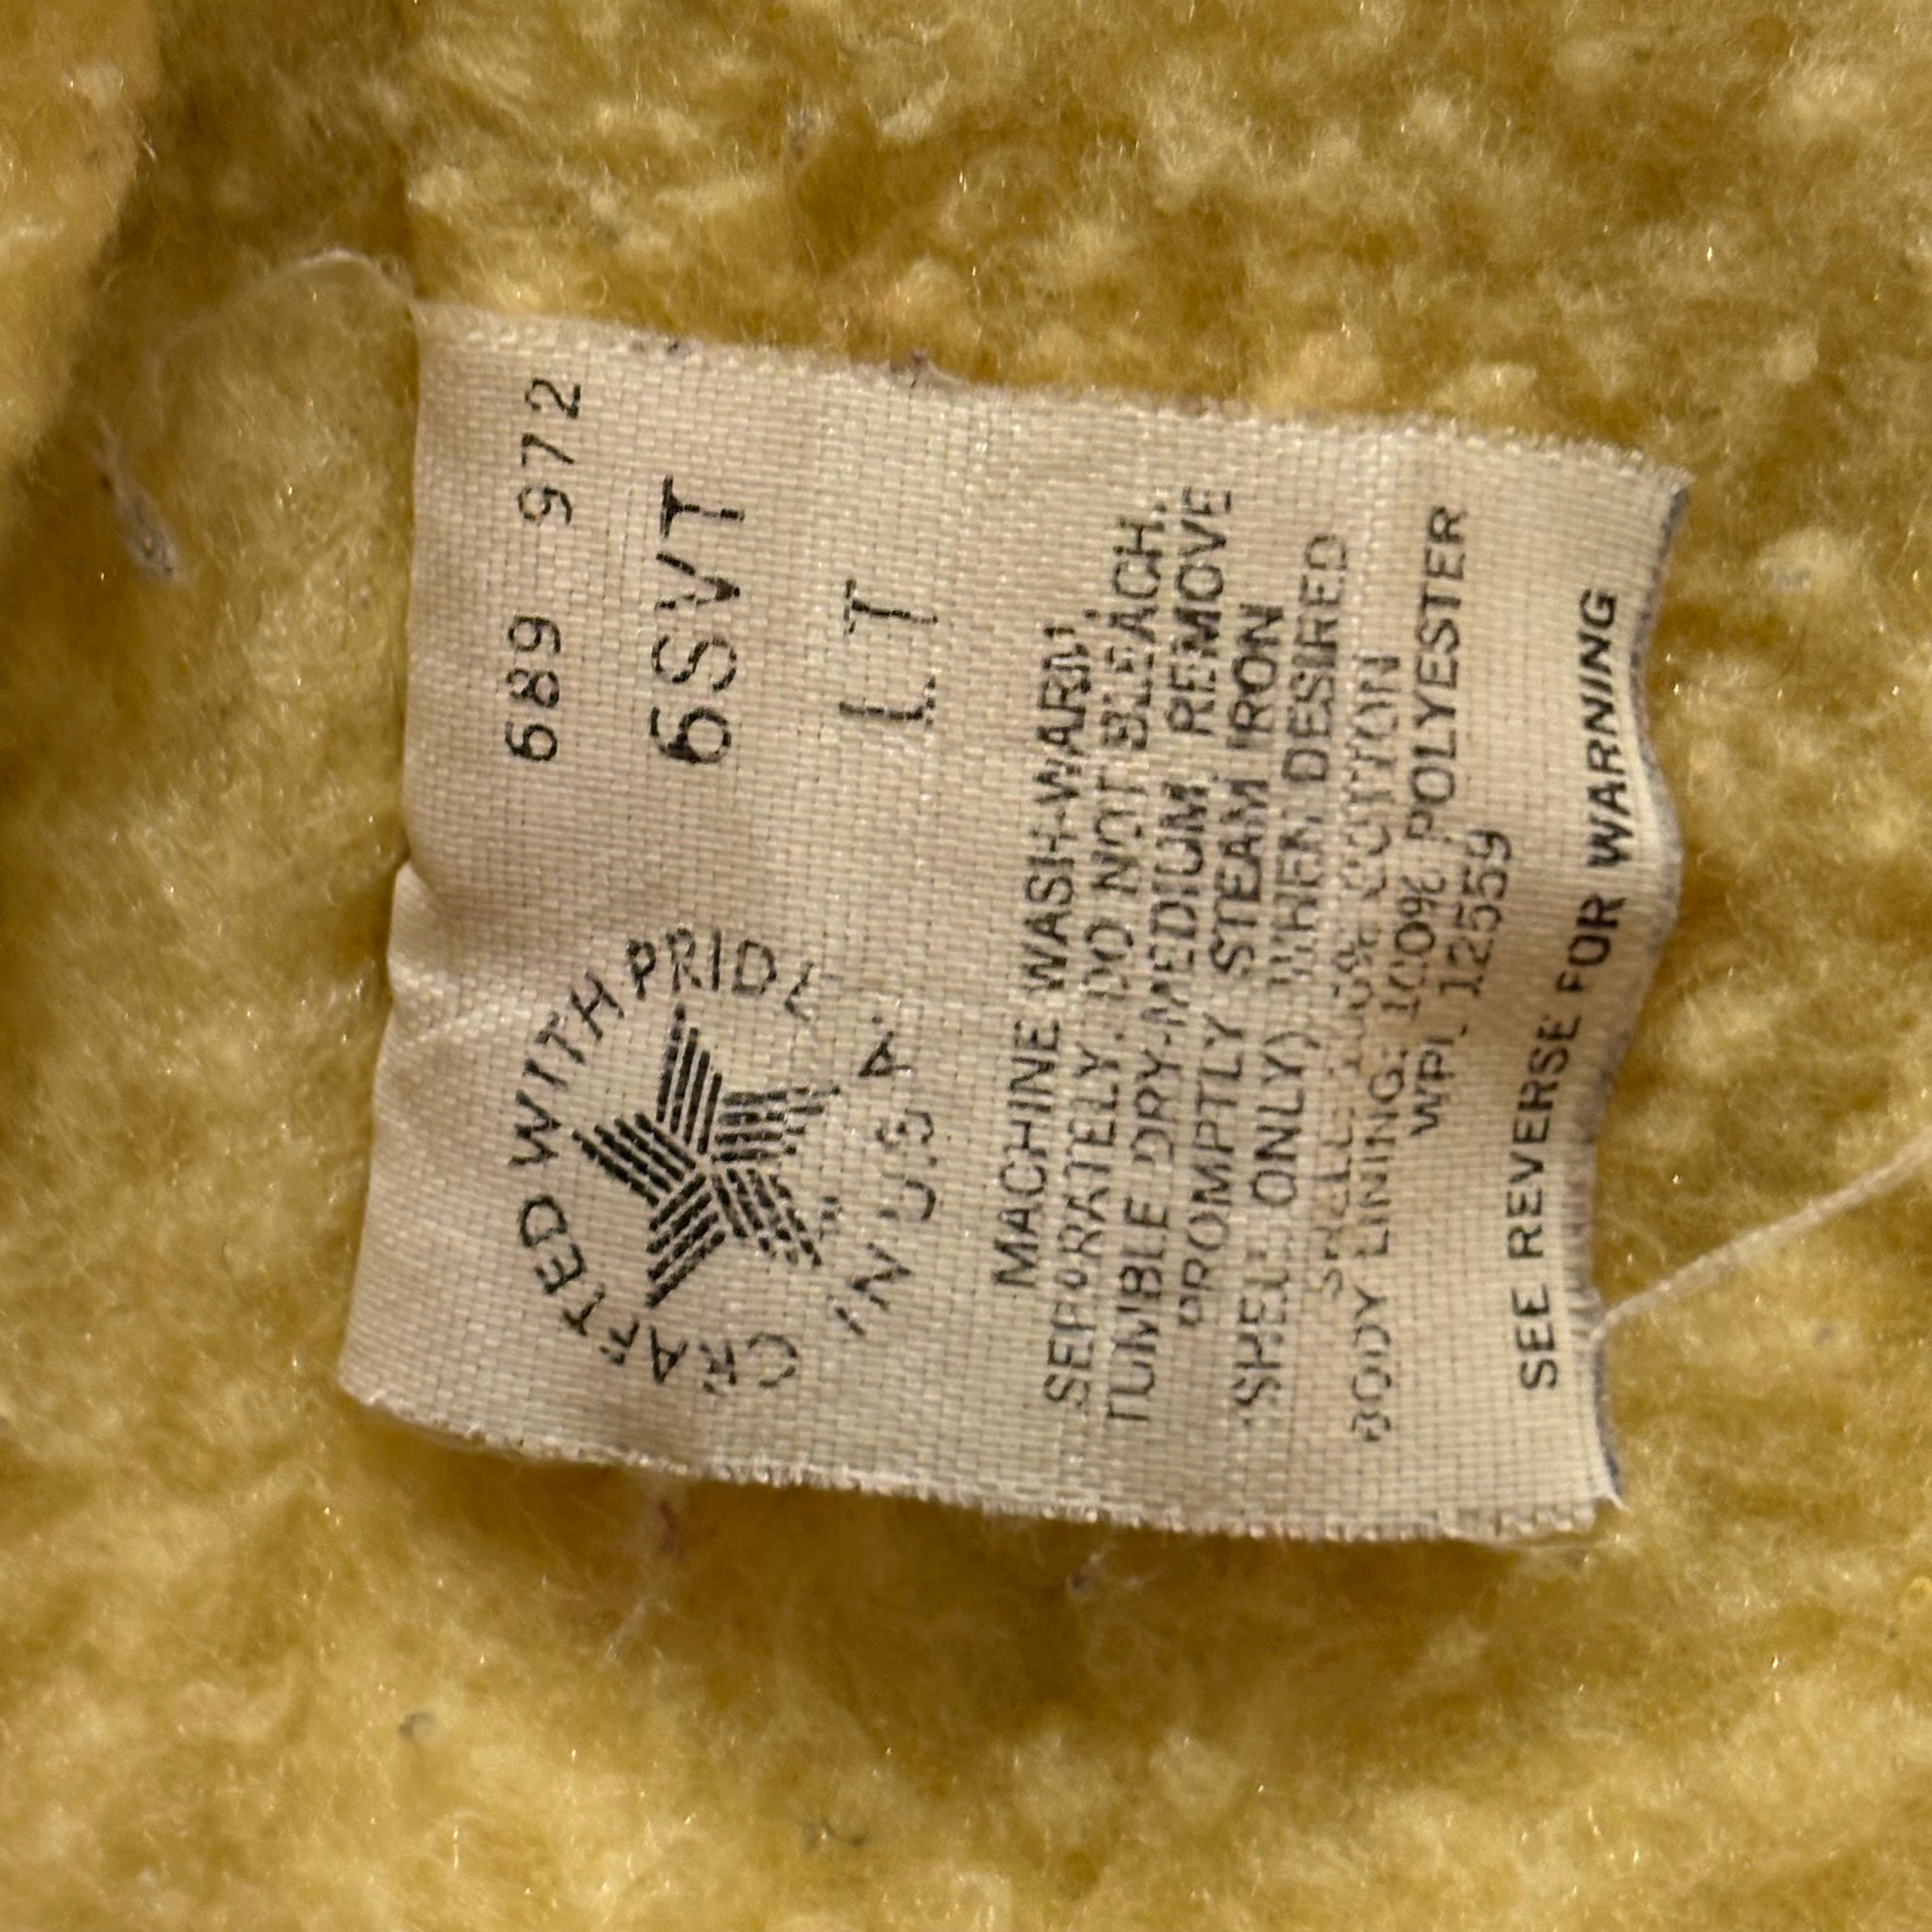 689 972
6SVT
LT
CRAFTED WITH PRIDE
IN U.S.A.
MACHINE WASH-WARM,
SEPARATELY. DO NOT BLEACH.
TUMBLE DRY-MEDIUM. REMOVE
PROMPTLY. STEAM IRON
(SHELL ONLY) WHEN DESIRED
SHELL: 100% COTTON
BODY LINING: 100% POLYESTER
WPL 12559
SEE REVERSE FOR WARNING